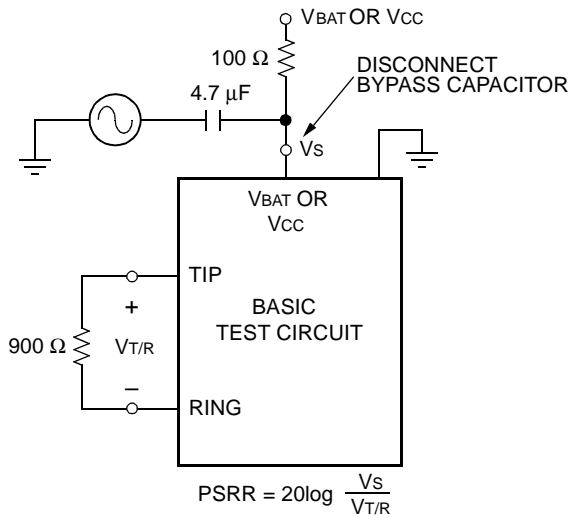 VBAT OR VCC
100 Ω
DISCONNECT
BYPASS CAPACITOR
4.7 µF
VS
VBAT OR
VCC
TIP
+
BASIC
TEST CIRCUIT
900 Ω
VT/R
–
RING
PSRR = 20log VS
VT/R